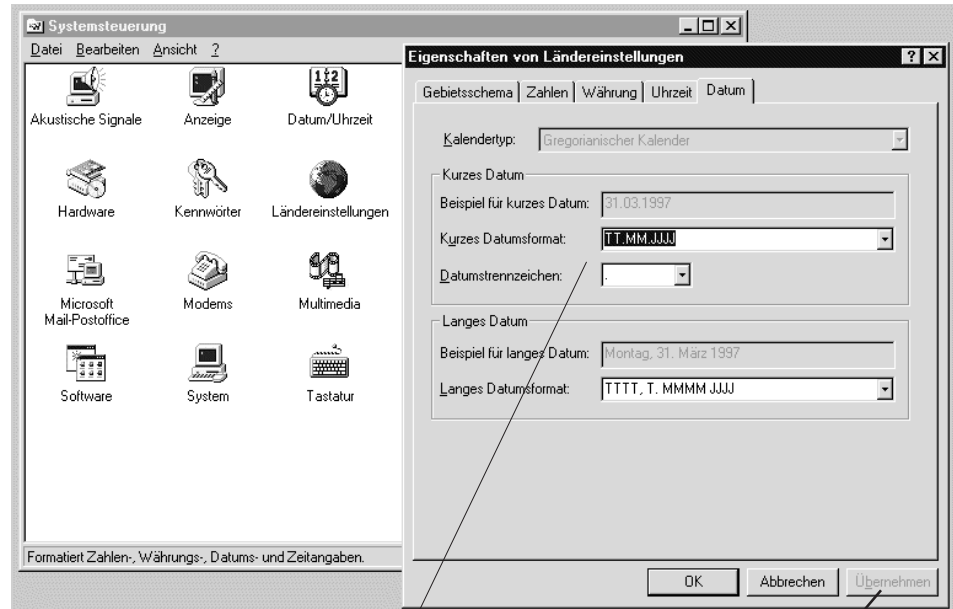 Systemsteuerung
Datei Bearbeiten Ansicht ?
Akustische Signale Anzeige Datum/Uhrzeit
Hardware Kennwörter Ländereinstellungen
Microsoft Mail-Postoffice Modems Multimedia
Software System Tastatur
Formatiert Zahlen-, Währungs-, Datums- und Zeitangaben.
Eigenschaften von Ländereinstellungen
Gebietsschema Zahlen Währung Uhrzeit Datum
Kalendertyp: Gregorianischer Kalender
Kurzes Datum
Beispiel für kurzes Datum: 31.03.1997
Kurzes Datumsformat: TT.MM.JJJJ
Datumstrennzeichen: .
Langes Datum
Beispiel für langes Datum: Montag, 31. März 1997
Langes Datumsformat: TTTT, T. MMMM JJJJ
OK Abbrechen Übernehmen